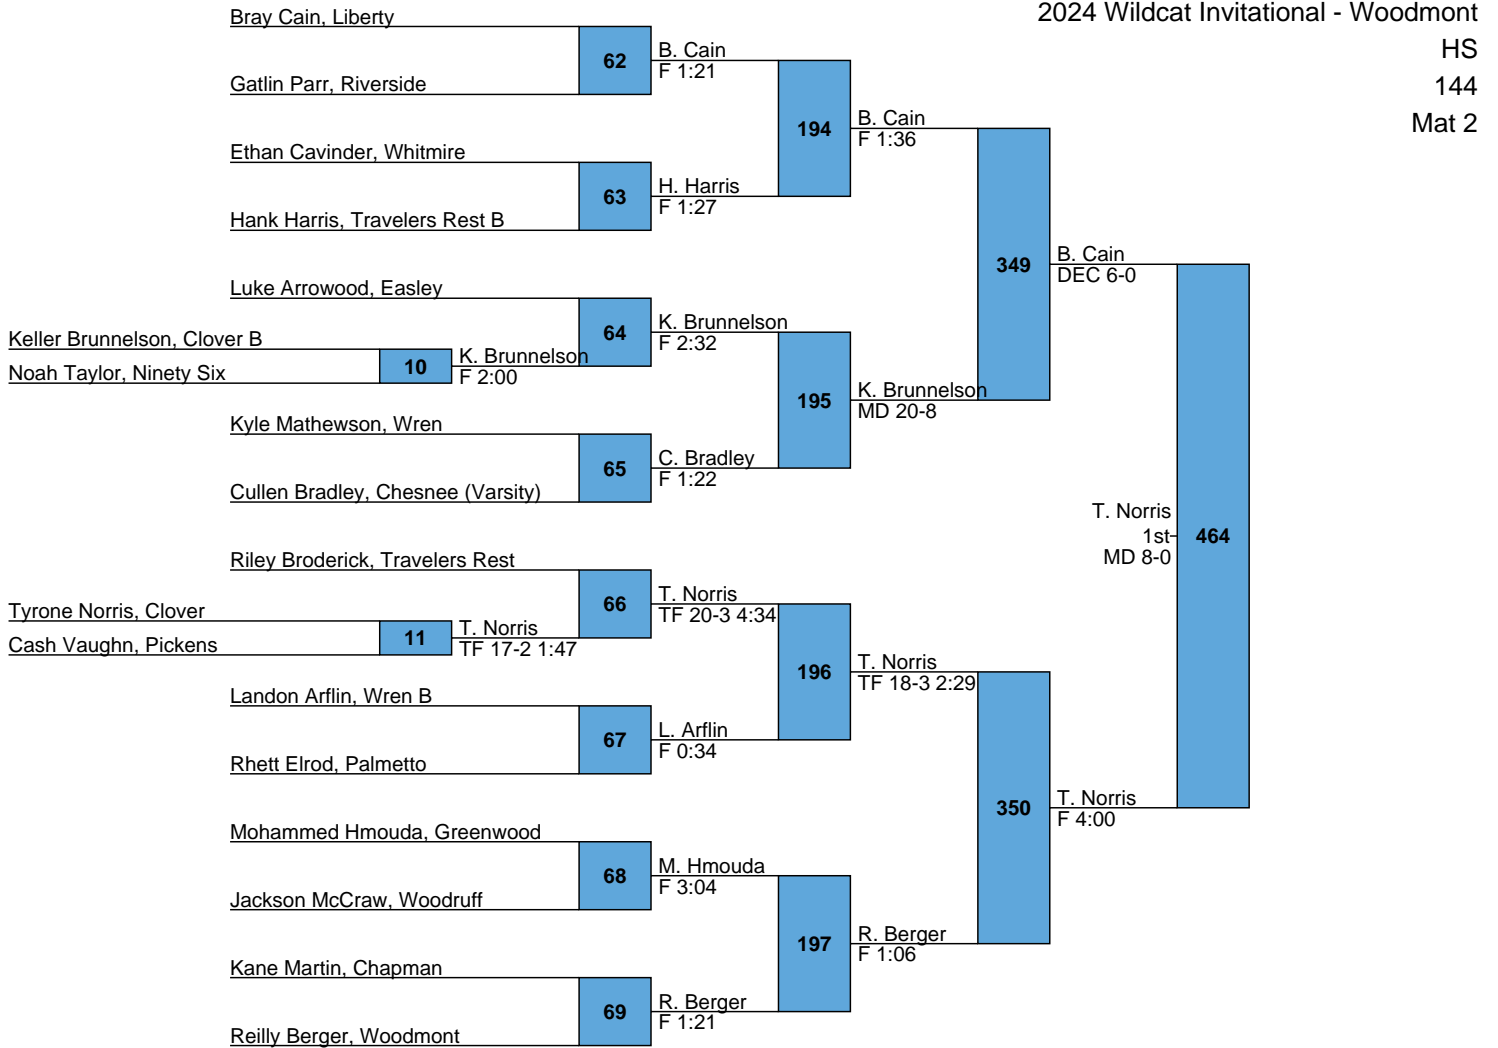 2024 Wildcat Invitational - Woodmont
HS
144
Mat 2
Bray Cain, Liberty
62
B. Cain
F 1:21
Gatlin Parr, Riverside
194
B. Cain
F 1:36
Ethan Cavinder, Whitmire
63
H. Harris
F 1:27
Hank Harris, Travelers Rest B
349
B. Cain
DEC 6-0
Luke Arrowood, Easley
64
K. Brunnelson
F 2:32
Keller Brunnelson, Clover B
10
K. Brunnelson
F 2:00
Noah Taylor, Ninety Six
195
K. Brunnelson
MD 20-8
Kyle Mathewson, Wren
65
C. Bradley
F 1:22
Cullen Bradley, Chesnee (Varsity)
T. Norris
1st
MD 8-0
464
Riley Broderick, Travelers Rest
66
T. Norris
TF 20-3 4:34
Tyrone Norris, Clover
11
T. Norris
TF 17-2 1:47
Cash Vaughn, Pickens
196
T. Norris
TF 18-3 2:29
Landon Arflin, Wren B
67
L. Arflin
F 0:34
Rhett Elrod, Palmetto
350
T. Norris
F 4:00
Mohammed Hmouda, Greenwood
68
M. Hmouda
F 3:04
Jackson McCraw, Woodruff
197
R. Berger
F 1:06
Kane Martin, Chapman
69
R. Berger
F 1:21
Reilly Berger, Woodmont